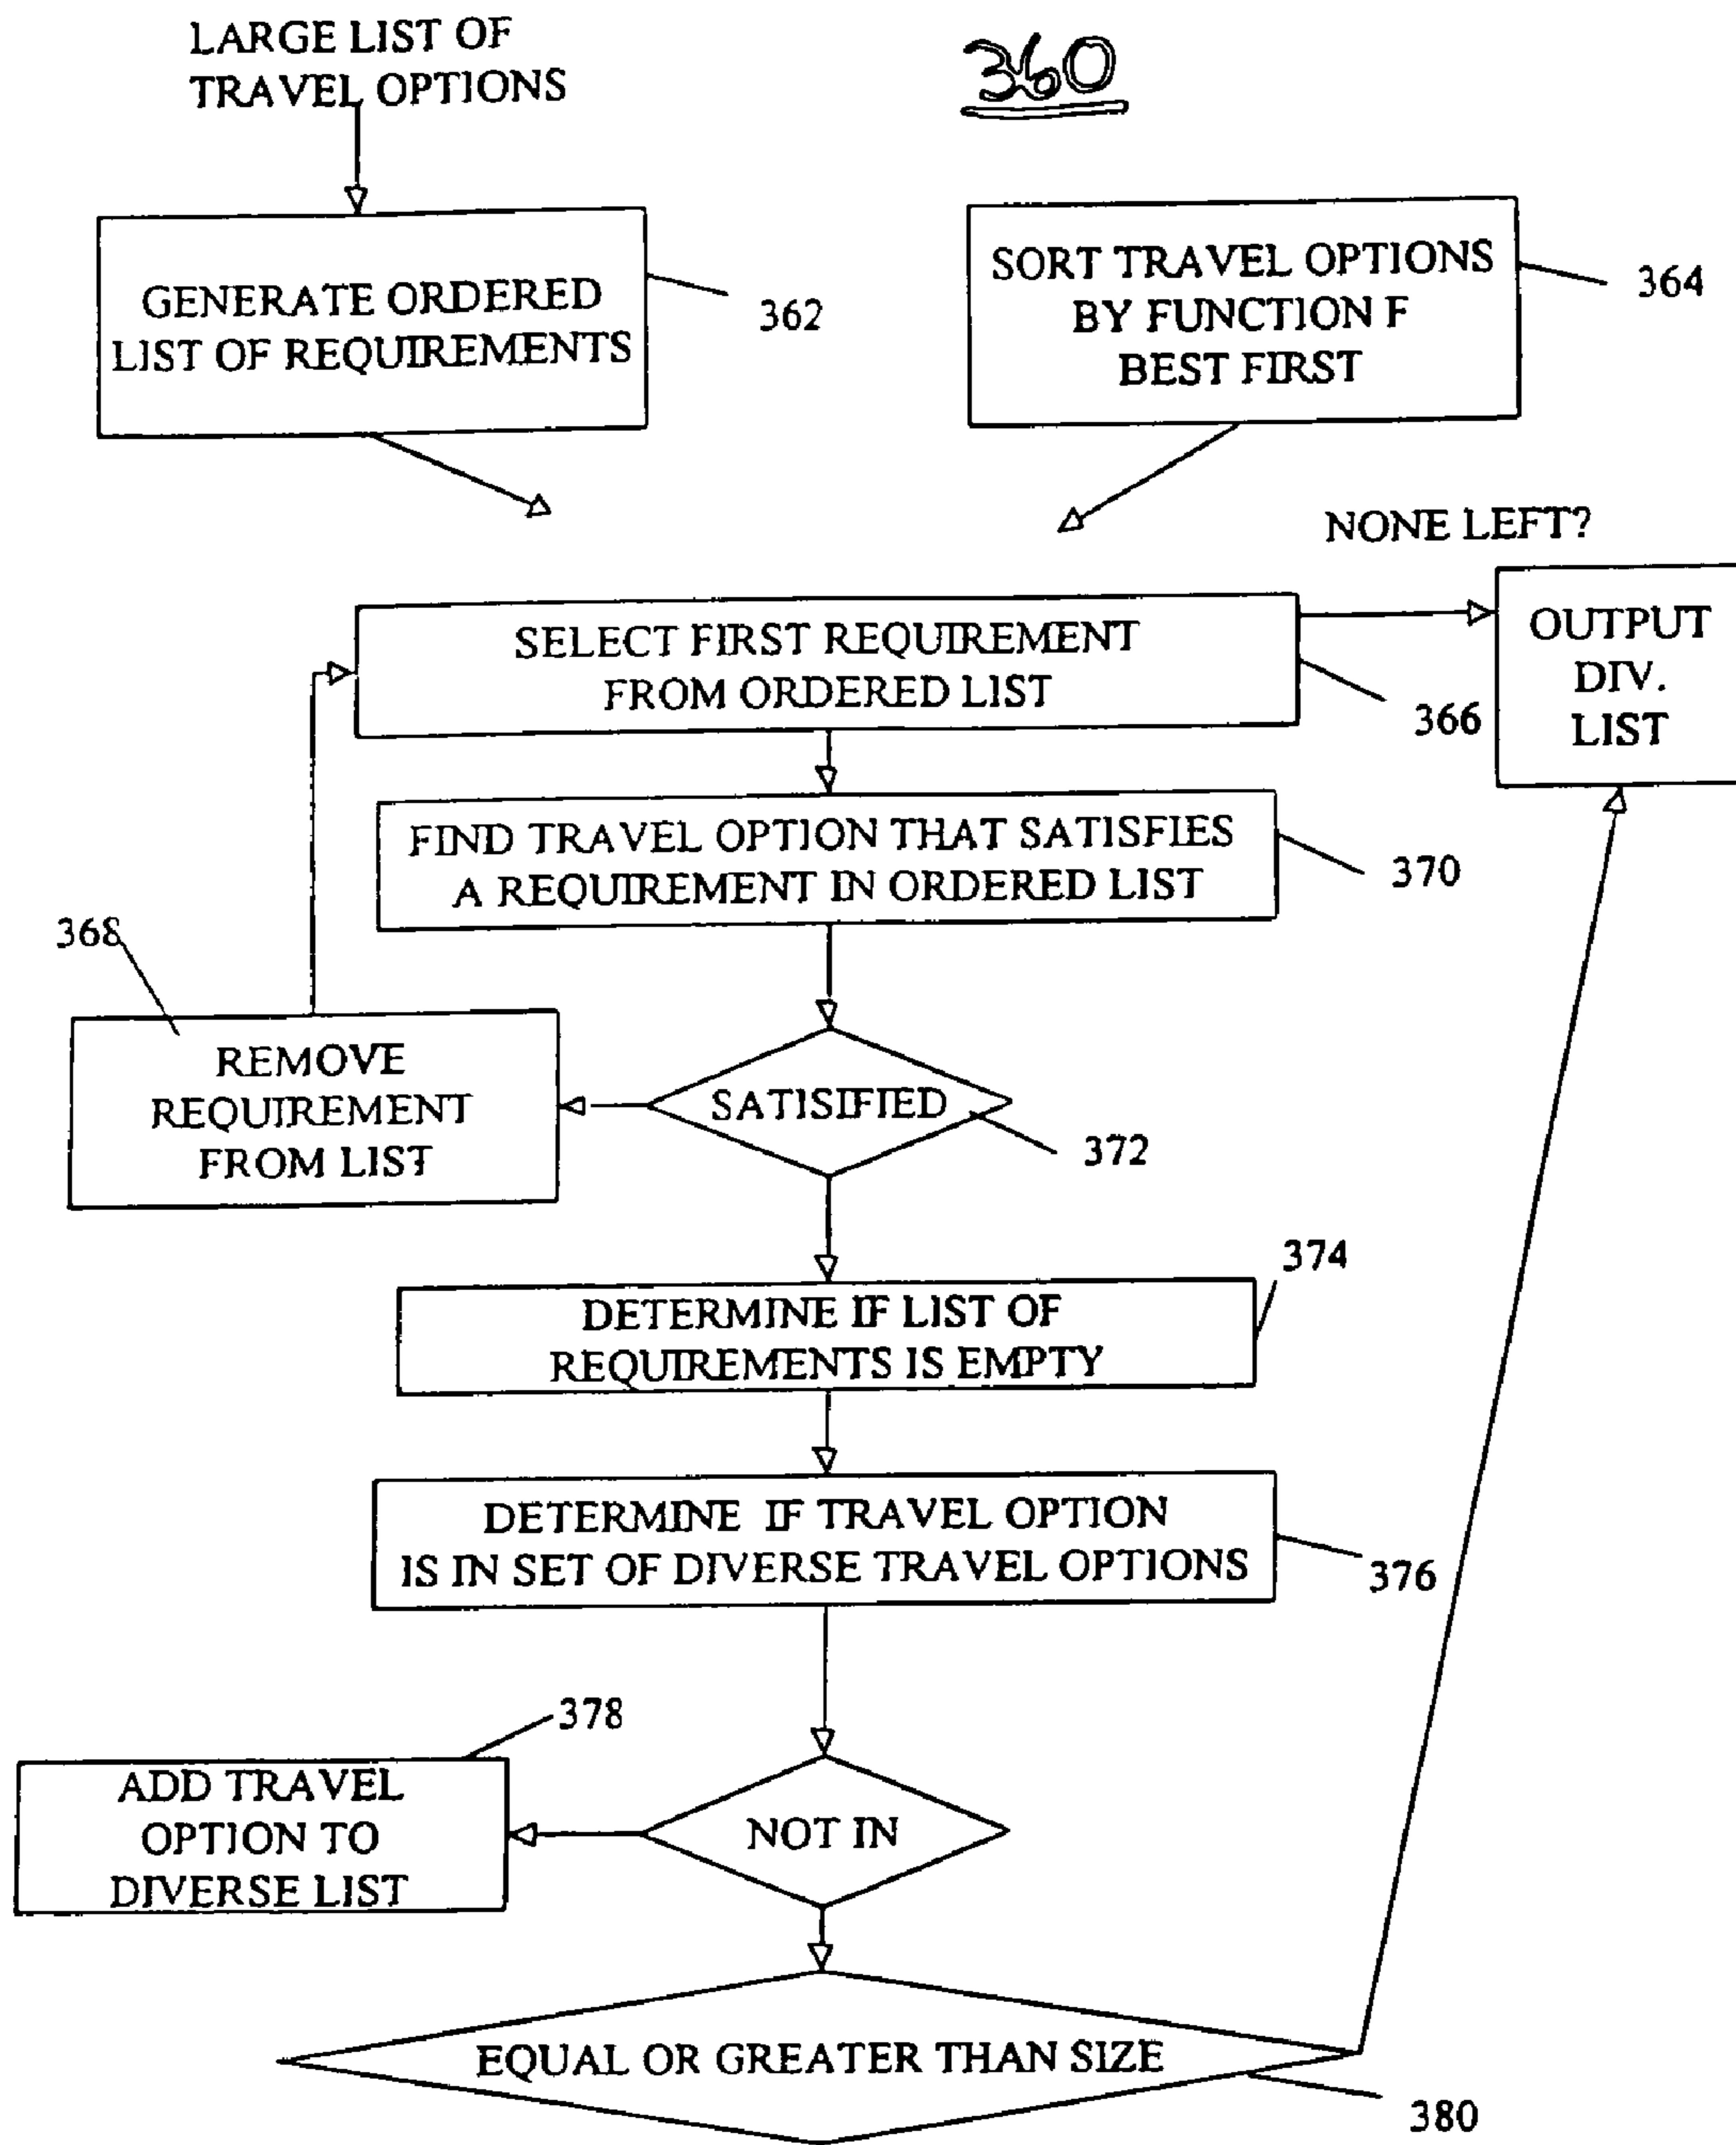 LARGE LIST OF
TRAVEL OPTIONS
360
GENERATE ORDERED
LIST OF REQUIREMENTS
362
SORT TRAVEL OPTIONS
BY FUNCTION F
BEST FIRST
364
NONE LEFT?
SELECT FIRST REQUIREMENT
FROM ORDERED LIST
366
OUTPUT
DIV.
LIST
FIND TRAVEL OPTION THAT SATISFIES
A REQUIREMENT IN ORDERED LIST
370
368
REMOVE
REQUIREMENT
FROM LIST
SATISIFIED
372
374
DETERMINE IF LIST OF
REQUIREMENTS IS EMPTY
DETERMINE IF TRAVEL OPTION
IS IN SET OF DIVERSE TRAVEL OPTIONS
376
378
ADD TRAVEL
OPTION TO
DIVERSE LIST
NOT IN
EQUAL OR GREATER THAN SIZE
380